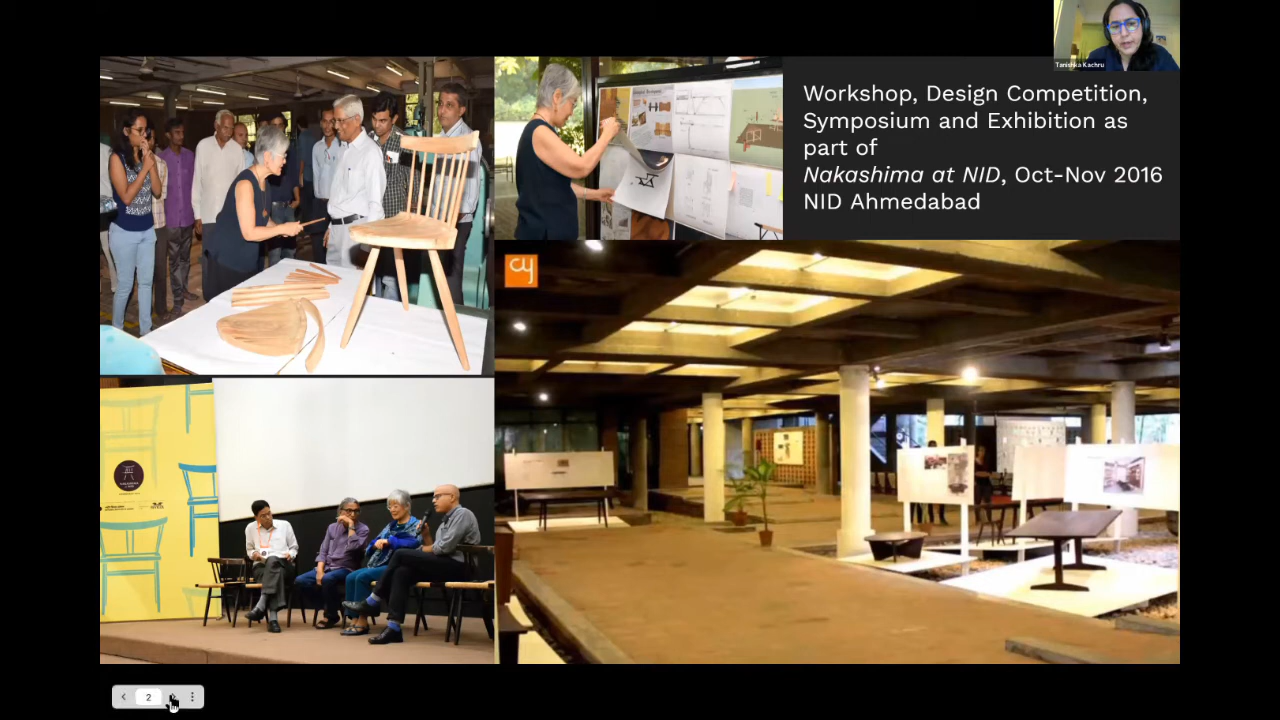 Tanishka Kachru
Workshop, Design Competition,
Symposium and Exhibition as
part of
Nakashima at NID, Oct-Nov 2016
NID Ahmedabad
cy
2